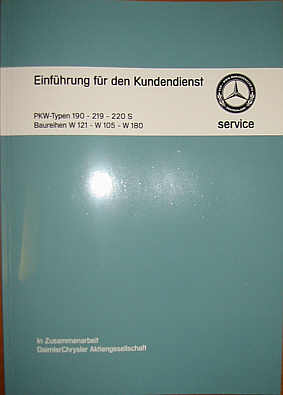 Einführung für den Kundendienst
PKW-Typen 190 - 219 - 220 S
Baureihen W 121 - W 105 - W 180
service
In Zusammenarbeit
DaimlerChrysler Aktiengesellschaft